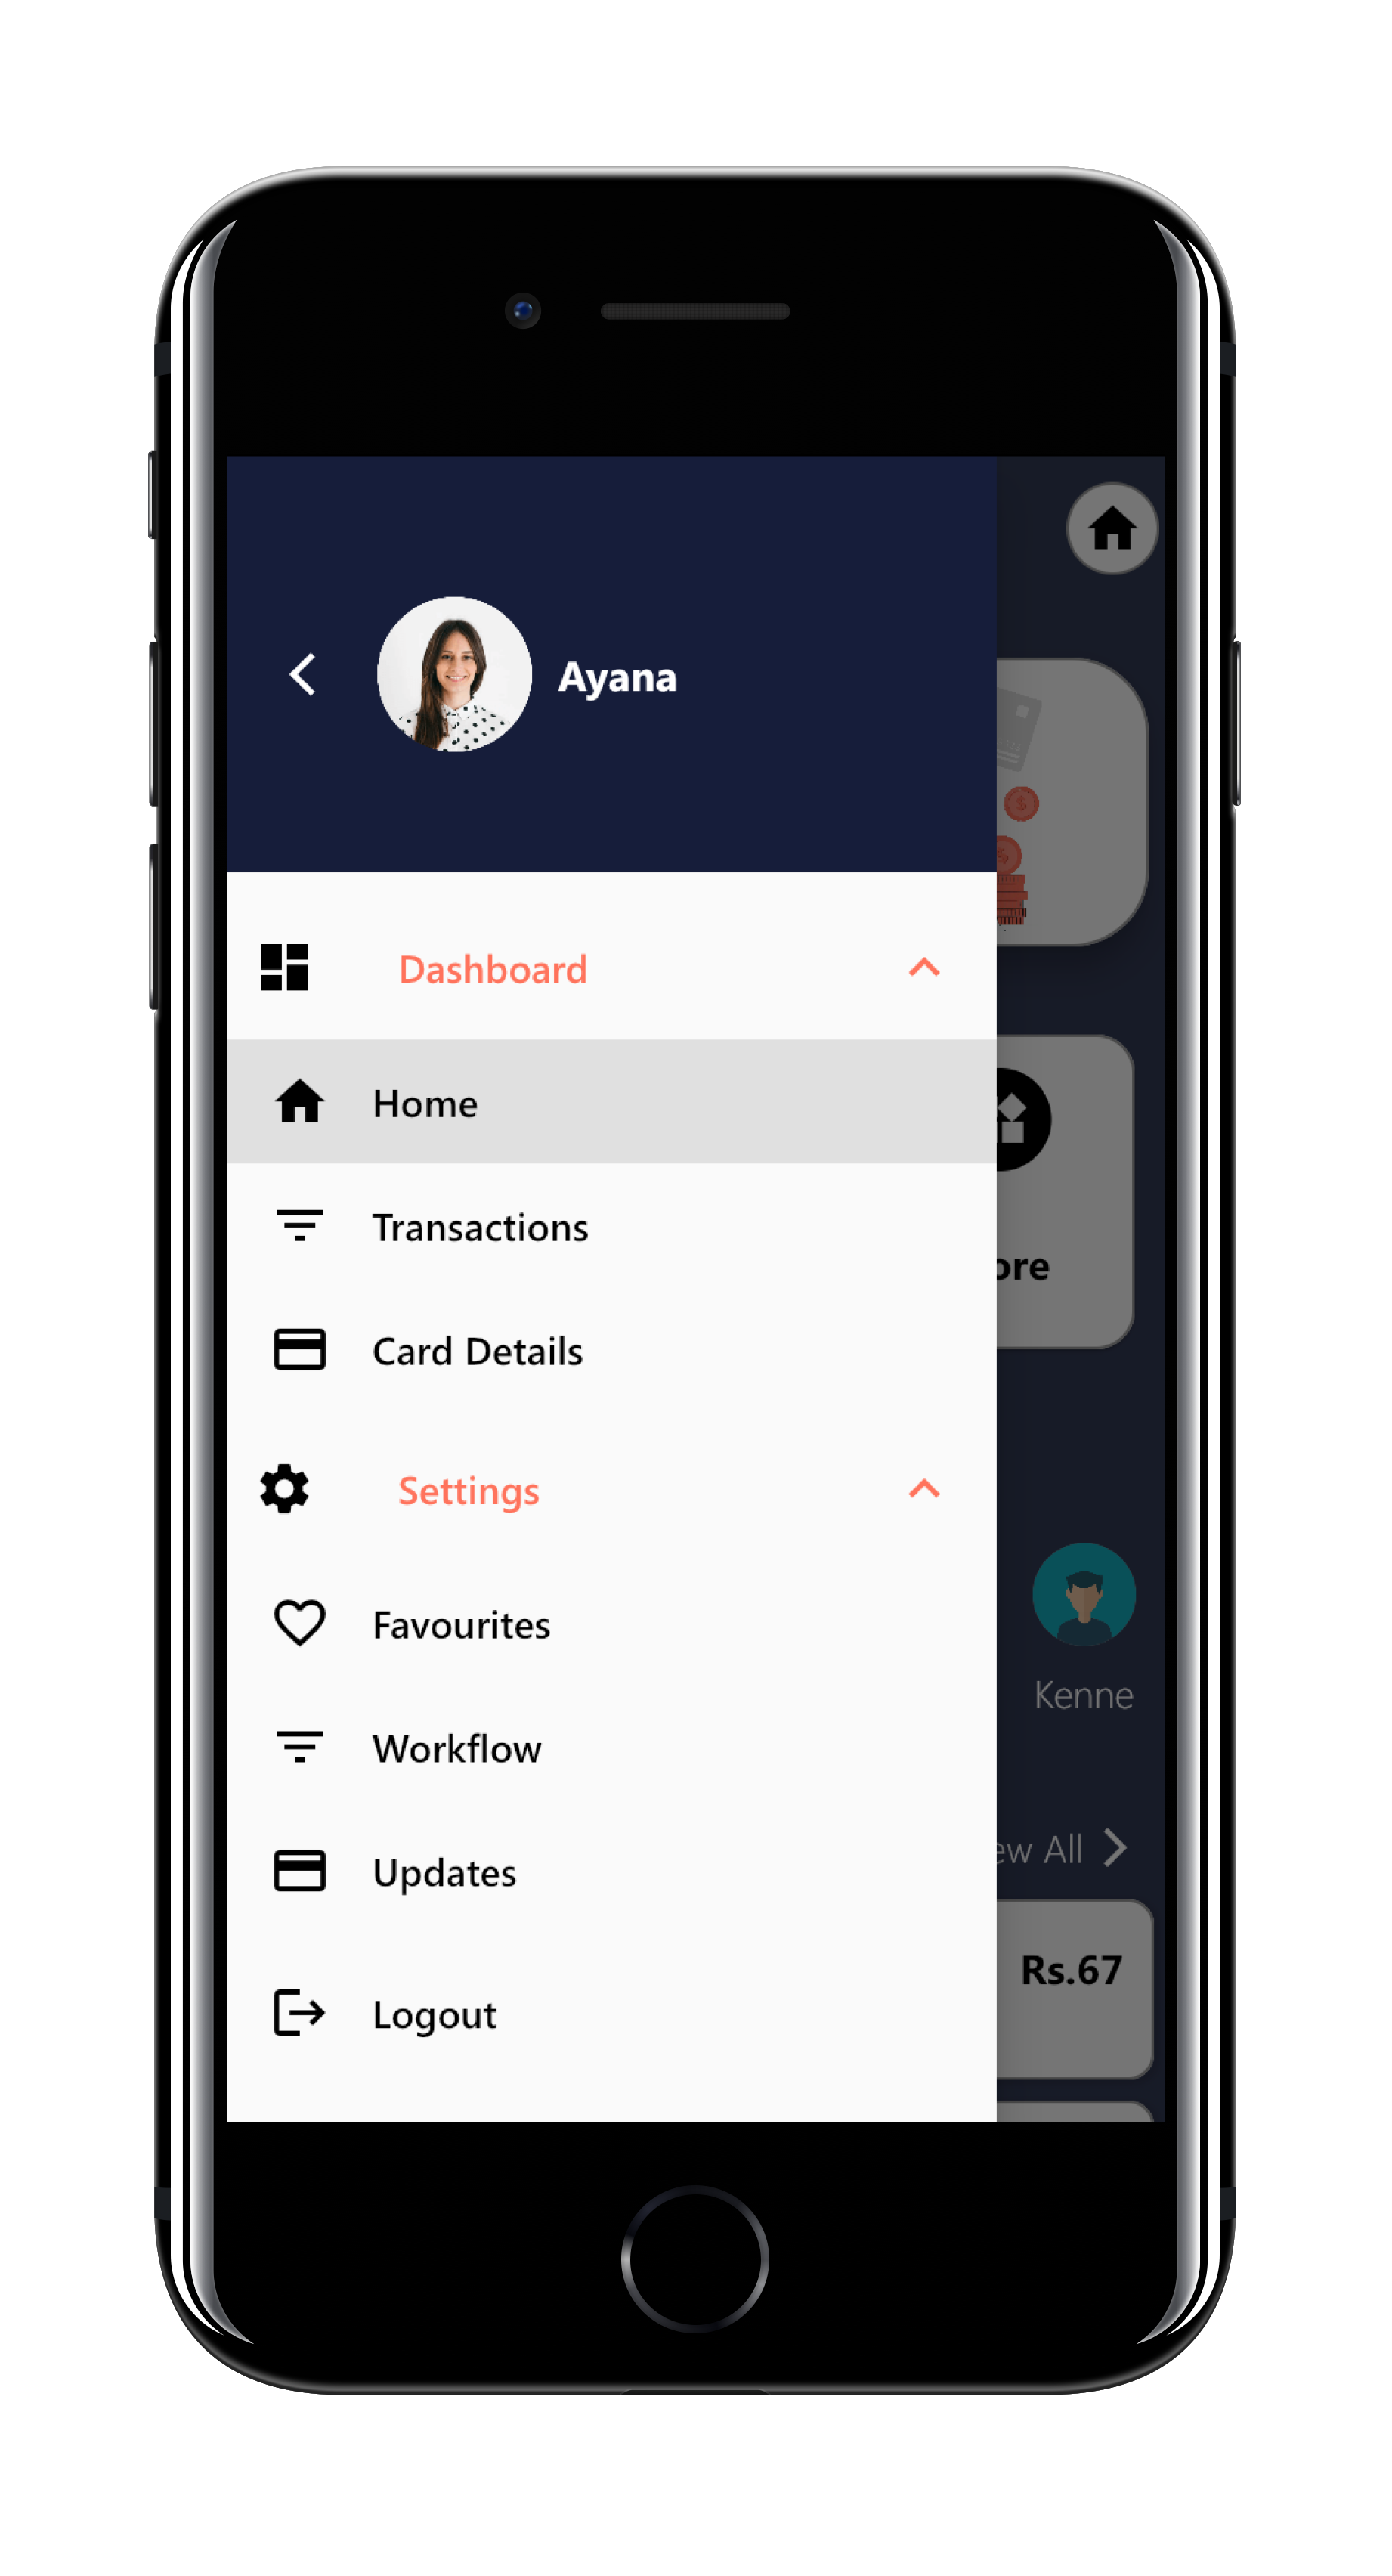 Ayana
Dashboard
Home
Transactions
Card Details
ore
Settings
Favourites
Kenne
Workflow
ew All
Updates
Rs.67
Logout